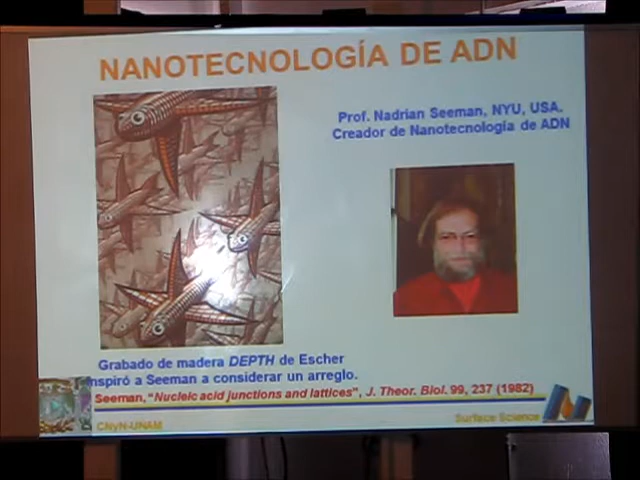 NANOTECNOLOGÍA DE ADN
Prof. Nadrian Seeman, NYU, USA.
Creador de Nanotecnología de ADN
Grabado de madera DEPTH de Escher
nspiró a Seeman a considerar un arreglo.
Seeman, "Nucleic acid junctions and lattices", J. Theor. Biol. 99, 237 (1982)
CNyN-UNAM
Surface Science